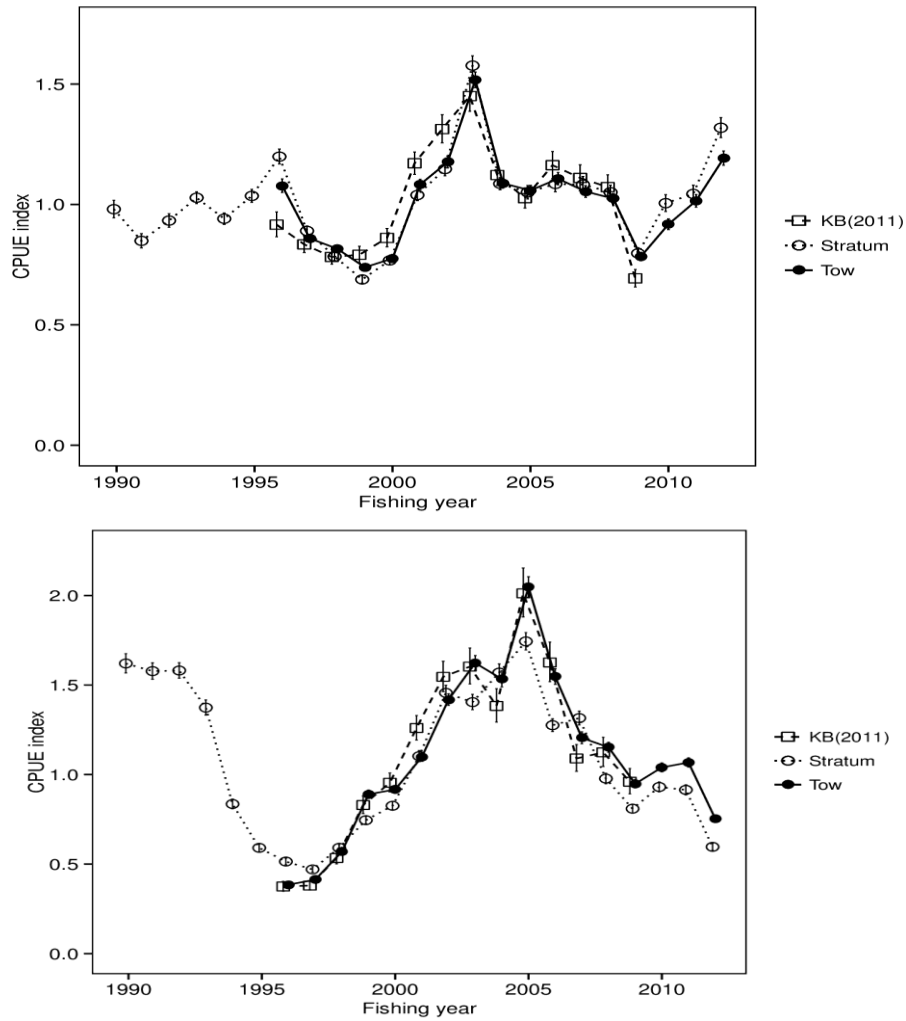 1.5
1.0
0.5
0.0
CPUE index
1990 1995 2000 2005 2010
Fishing year
KB(2011)
Stratum
Tow
2.0
1.5
1.0
0.5
0.0
CPUE index
1990 1995 2000 2005 2010
Fishing year
KB(2011)
Stratum
Tow